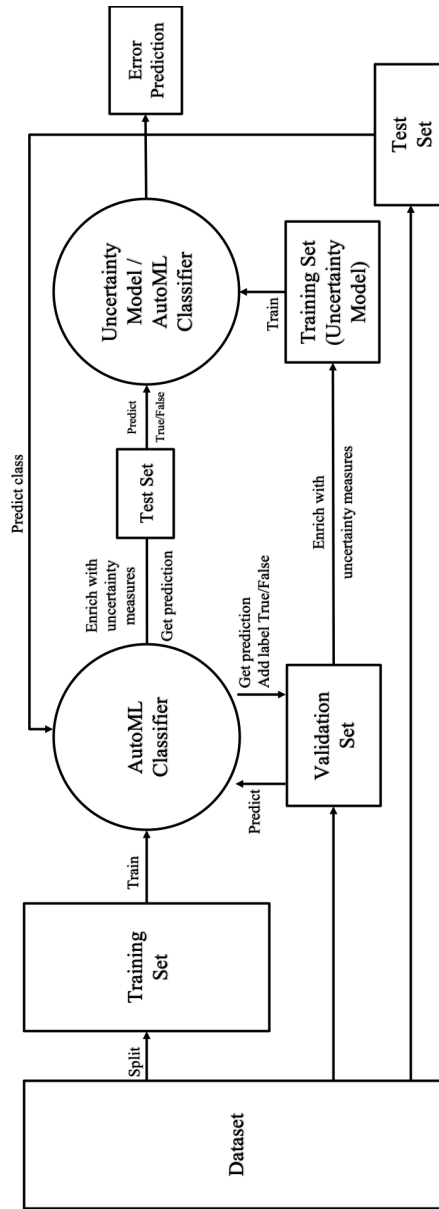 Dataset
Split
Training
Set
Train
AutoML
Classifier
Predict class
Enrich with
uncertainty
measures
Get prediction
Test Set
Predict
True/False
Uncertainty
Model /
AutoML
Classifier
Error
Prediction
Predict
Get prediction
Add label True/False
Validation
Set
Enrich with
uncertainty measures
Training Set
(Uncertainty
Model)
Train
Test
Set